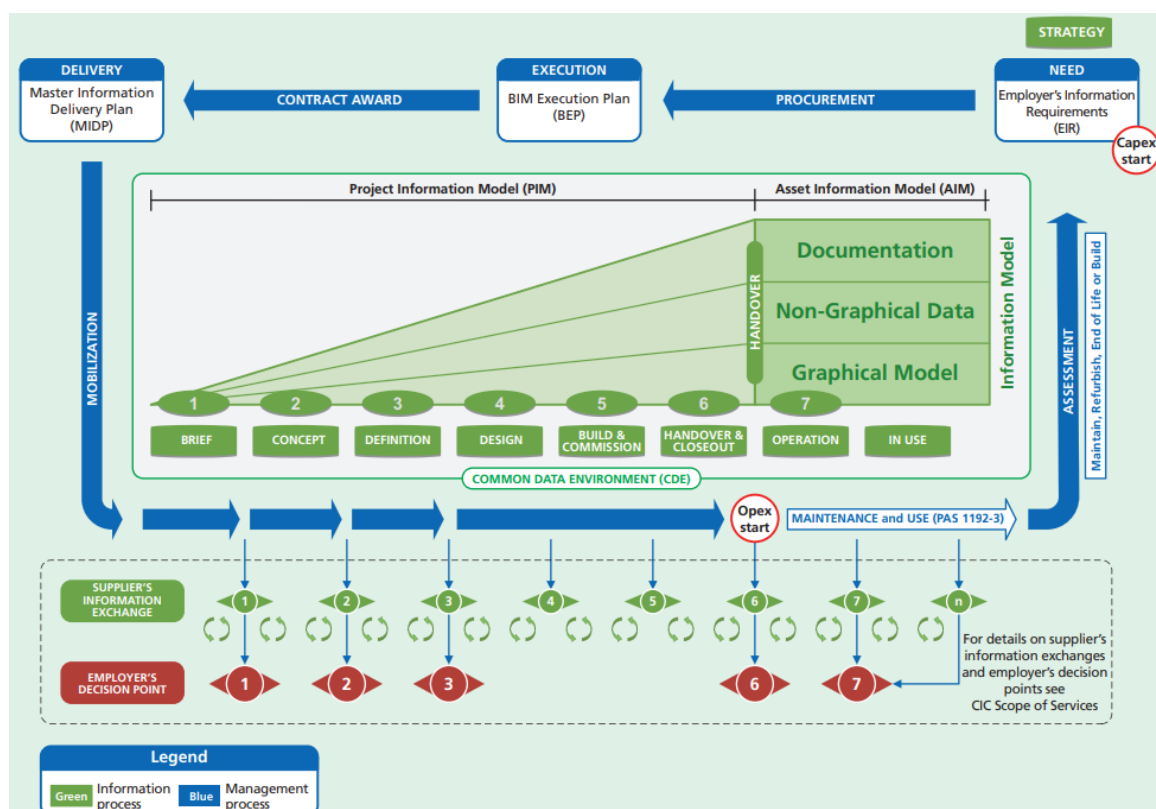 STRATEGY
DELIVERY
Master Information
Delivery Plan
(MIDP)
CONTRACT AWARD
EXECUTION
BIM Execution Plan
(BEP)
PROCUREMENT
NEED
Employer's Information
Requirements
(EIR)
Capex
start
Project Information Model (PIM)
Asset Information Model (AIM)
MOBILIZATION
HANDOVER
Documentation
Non-Graphical Data
Graphical Model
Information Model
ASSESSMENT
Maintain, Refurbish, End of Life or Build
1
2
3
4
5
6
7
BRIEF
CONCEPT
DEFINITION
DESIGN
BUILD &
COMMISSION
HANDOVER &
CLOSEOUT
OPERATION
IN USE
COMMON DATA ENVIRONMENT (CDE)
Opex
start
MAINTENANCE and USE (PAS 1192-3)
SUPPLIER'S
INFORMATION
EXCHANGE
1
2
3
4
5
6
7
n
For details on supplier's
information exchanges
and employer's decision
points see
CIC Scope of Services
EMPLOYER'S
DECISION POINT
1
2
3
6
7
Legend
Green
Information
process
Blue
Management
process